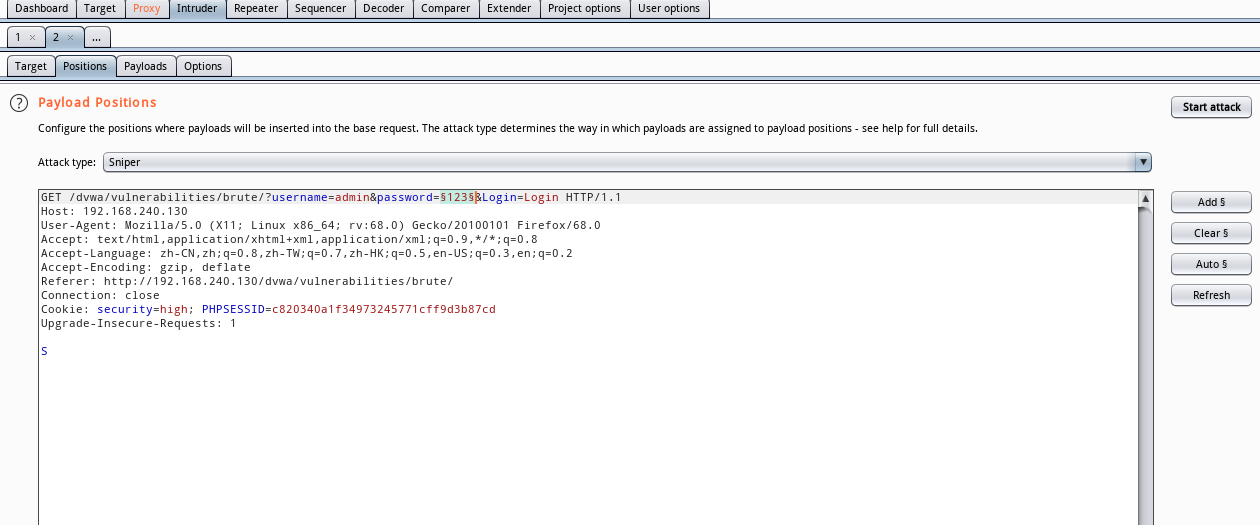 Dashboard Target Proxy Intruder Repeater Sequencer Decoder Comparer Extender Project options User options
1 × 2 × ...
Target Positions Payloads Options
? Payload Positions
Start attack
Configure the positions where payloads will be inserted into the base request. The attack type determines the way in which payloads are assigned to payload positions - see help for full details.
Attack type: Sniper
GET /dvwa/vulnerabilities/brute/?username=admin&password=§123§&Login=Login HTTP/1.1
Host: 192.168.240.130
User-Agent: Mozilla/5.0 (X11; Linux x86_64; rv:68.0) Gecko/20100101 Firefox/68.0
Accept: text/html,application/xhtml+xml,application/xml;q=0.9,*/*;q=0.8
Accept-Language: zh-CN,zh;q=0.8,zh-TW;q=0.7,zh-HK;q=0.5,en-US;q=0.3,en;q=0.2
Accept-Encoding: gzip, deflate
Referer: http://192.168.240.130/dvwa/vulnerabilities/brute/
Connection: close
Cookie: security=high; PHPSESSID=c820340a1f34973245771cff9d3b87cd
Upgrade-Insecure-Requests: 1
S
Add §
Clear §
Auto §
Refresh